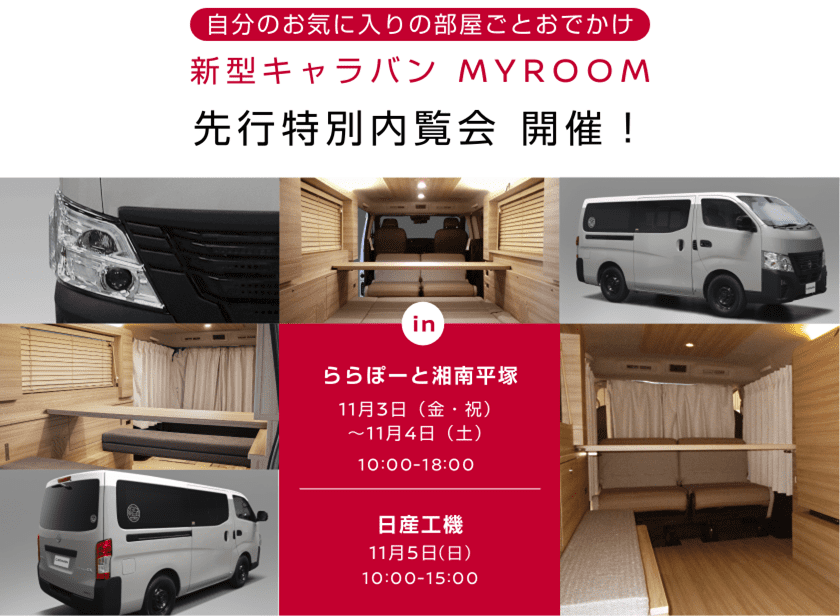 自分のお気に入りの部屋ごとおでかけ
新型キャラバン MYROOM
先行特別内覧会 開催！
in
ららぽーと湘南平塚
11月3日（金・祝）
〜11月4日（土）
10:00-18:00
日産工機
11月5日(日)
10:00-15:00